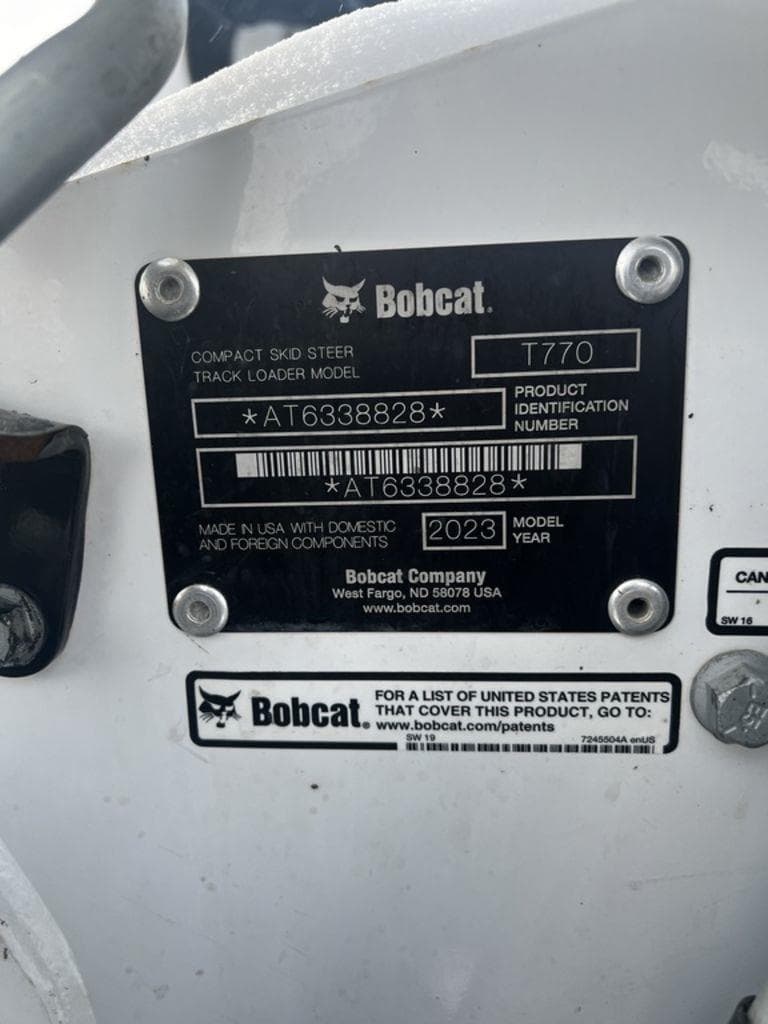 Bobcat.
COMPACT SKID STEER
TRACK LOADER MODEL
T770
*AT6338828*
PRODUCT
IDENTIFICATION
NUMBER
*AT6338828*
MADE IN USA WITH DOMESTIC
AND FOREIGN COMPONENTS
2023
MODEL
YEAR
Bobcat Company
West Fargo, ND 58078 USA
www.bobcat.com
CAN
SW 16
Bobcat.
FOR A LIST OF UNITED STATES PATENTS
THAT COVER THIS PRODUCT, GO TO:
www.bobcat.com/patents
SW 19
7245504A enUS